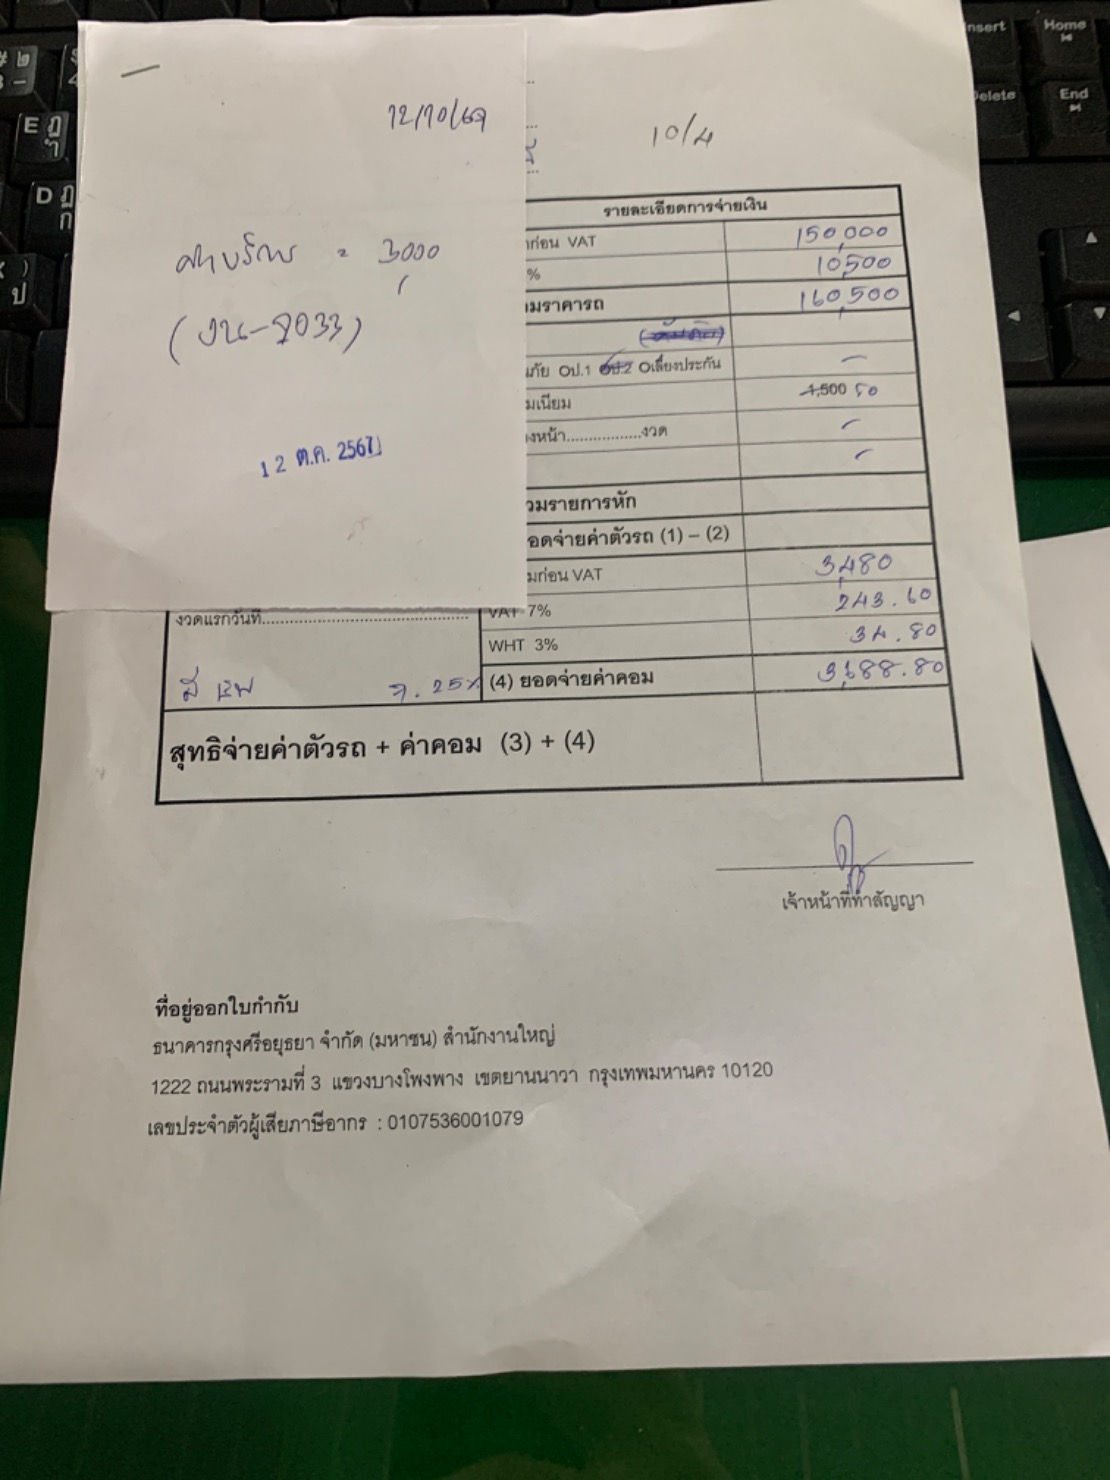 12/10/67
10/4
รายละเอียดการจ่ายเงิน
ก่อน VAT 150,000
% 10,500
มราคารถ 160,500
ค่าบริการ = 3000
(งน-7033)
ภัย Oป.1 Oป.2 Oเลี่ยงประกัน –
มเนียม 1,500 50
งหน้า.................งวด –
–
12 ต.ค. 2567
วมรายการหัก
อดจ่ายค่าตัวรถ (1) – (2)
มก่อน VAT 3,480
งวดแรกวันที่.............................................
VAT 7% 243.60
WHT 3% 34.80
(4) ยอดจ่ายค่าคอม 3,688.80
สุทธิจ่ายค่าตัวรถ + ค่าคอม (3) + (4)
เจ้าหน้าที่ทำสัญญา
ที่อยู่ออกใบกำกับ
ธนาคารกรุงศรีอยุธยา จำกัด (มหาชน) สำนักงานใหญ่
1222 ถนนพระรามที่ 3 แขวงบางโพงพาง เขตยานนาวา กรุงเทพมหานคร 10120
เลขประจำตัวผู้เสียภาษีอากร : 0107536001079